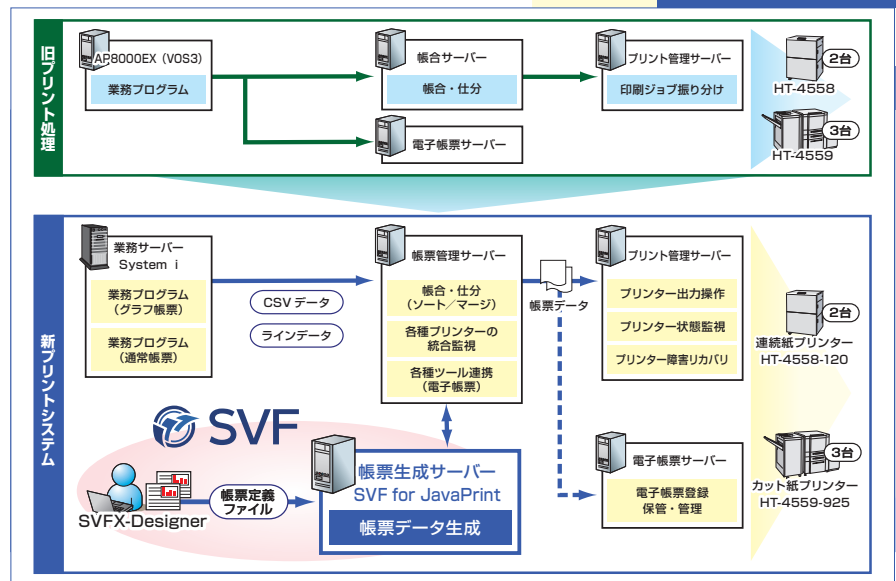 旧プリント処理
AP8000EX（VOS3）
業務プログラム
帳合サーバー
帳合・仕分
電子帳票サーバー
プリント管理サーバー
印刷ジョブ振り分け
2台
HT-4558
3台
HT-4559
新プリントシステム
業務サーバー
System i
業務プログラム
（グラフ帳票）
業務プログラム
（通常帳票）
CSV データ
ラインデータ
帳票管理サーバー
帳合・仕分
（ソート／マージ）
各種プリンターの
統合監視
各種ツール連携
（電子帳票）
帳票データ
プリント管理サーバー
プリンター出力操作
プリンター状態監視
プリンター障害リカバリ
2台
連続紙プリンター
HT-4558-120
SVF
SVFX-Designer
帳票定義
ファイル
帳票生成サーバー
SVF for JavaPrint
帳票データ生成
電子帳票サーバー
電子帳票登録
保管・管理
3台
カット紙プリンター
HT-4559-925